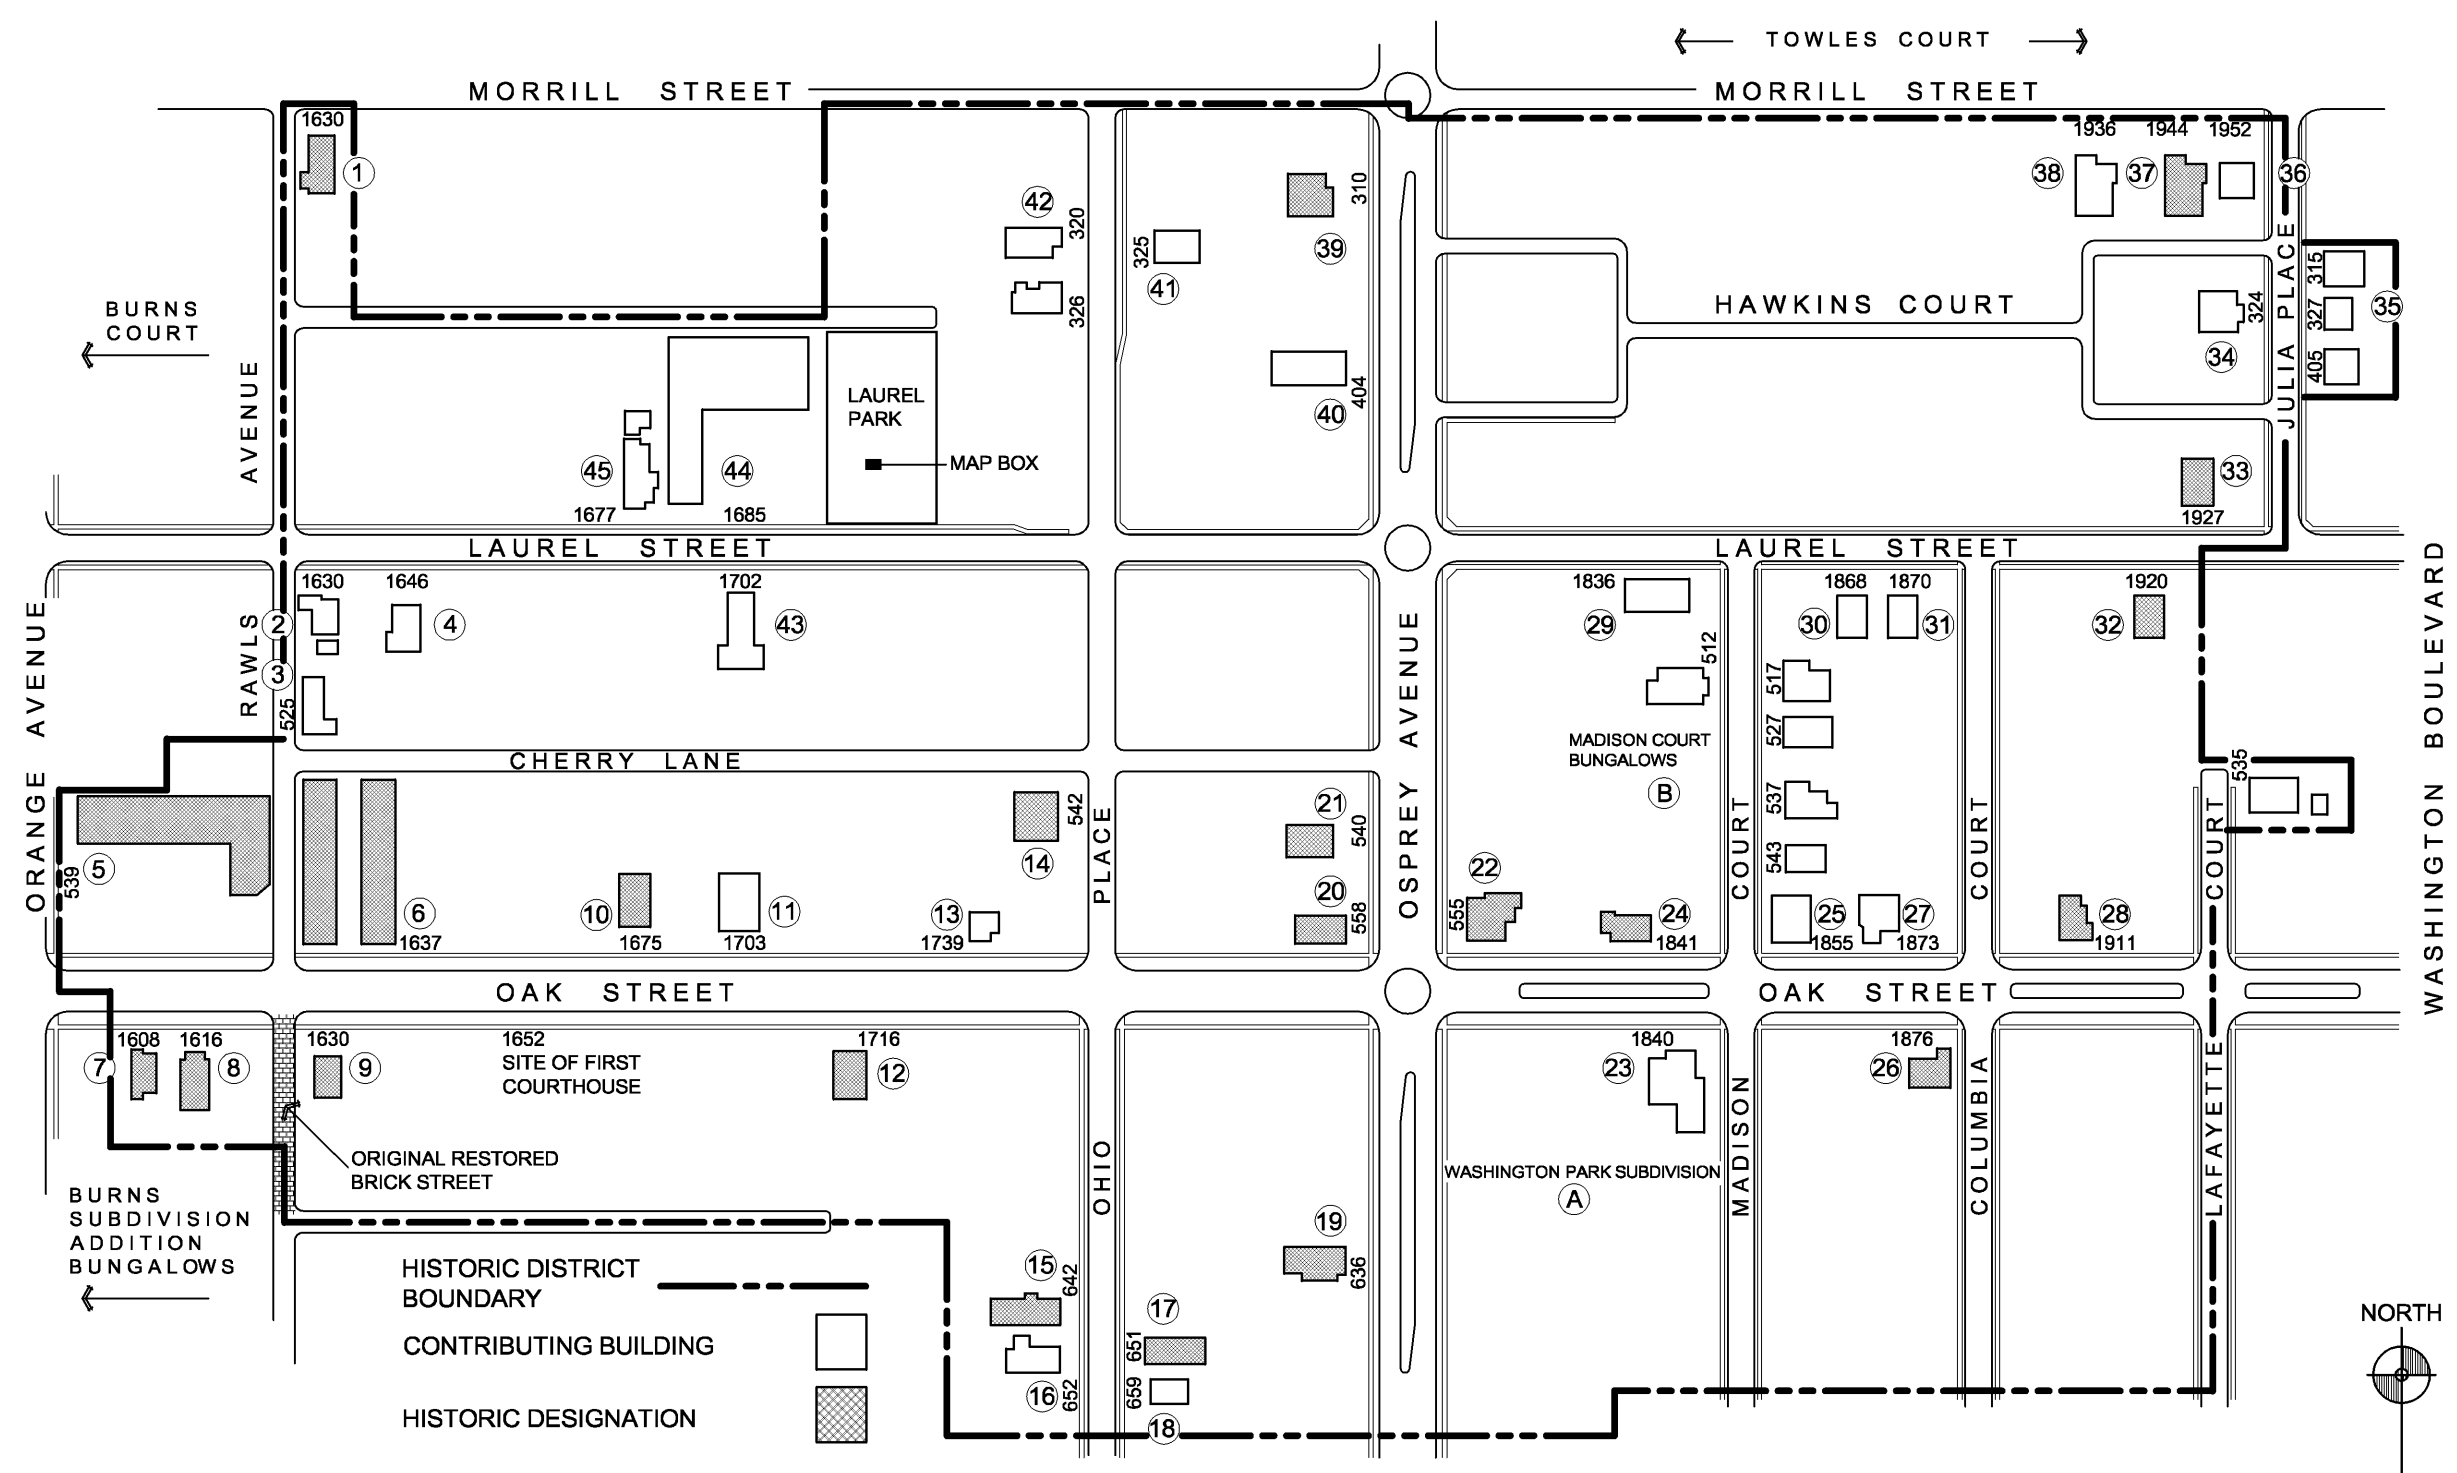 TOWLES COURT
MORRILL STREET
MORRILL STREET
1630
1
1936
1944
1952
38
37
36
42
320
326
325
41
310
39
404
40
HAWKINS COURT
JULIA PLACE
324
34
315
327
405
35
33
1927
BURNS
COURT
RAWLS AVENUE
LAUREL
PARK
MAP BOX
45
44
1677
1685
LAUREL STREET
LAUREL STREET
1630
1646
1702
2
4
43
3
525
1836
29
512
1868
1870
30
31
517
527
537
543
1920
32
MADISON COURT
BUNGALOWS
B
535
ORANGE AVENUE
CHERRY LANE
OSPREY AVENUE
WASHINGTON BOULEVARD
5
539
6
1637
10
1675
11
1703
13
1739
14
542
21
540
20
558
22
555
24
1841
25
1855
27
1873
28
1911
OAK STREET
OAK STREET
7
1608
1616
8
1630
9
1652
SITE OF FIRST
COURTHOUSE
1716
12
1840
23
1876
26
ORIGINAL RESTORED
BRICK STREET
OHIO PLACE
MADISON COURT
COLUMBIA COURT
LAFAYETTE COURT
WASHINGTON PARK SUBDIVISION
A
BURNS
SUBDIVISION
ADDITION
BUNGALOWS
15
642
16
652
17
651
659
18
19
636
HISTORIC DISTRICT
BOUNDARY
CONTRIBUTING BUILDING
HISTORIC DESIGNATION
NORTH